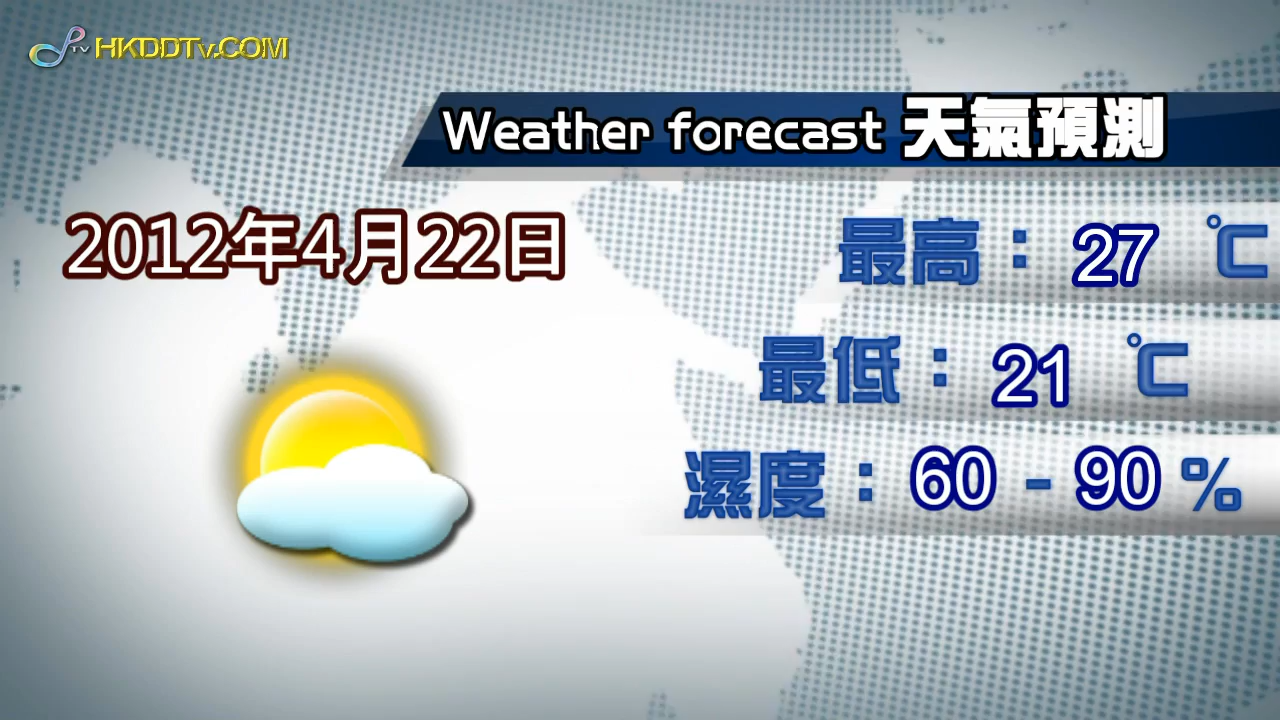 TV HKDDTV.COM
Weather forecast 天氣預測
2012年4月22日
最高：27 ℃
最低：21 ℃
濕度：60 - 90 %